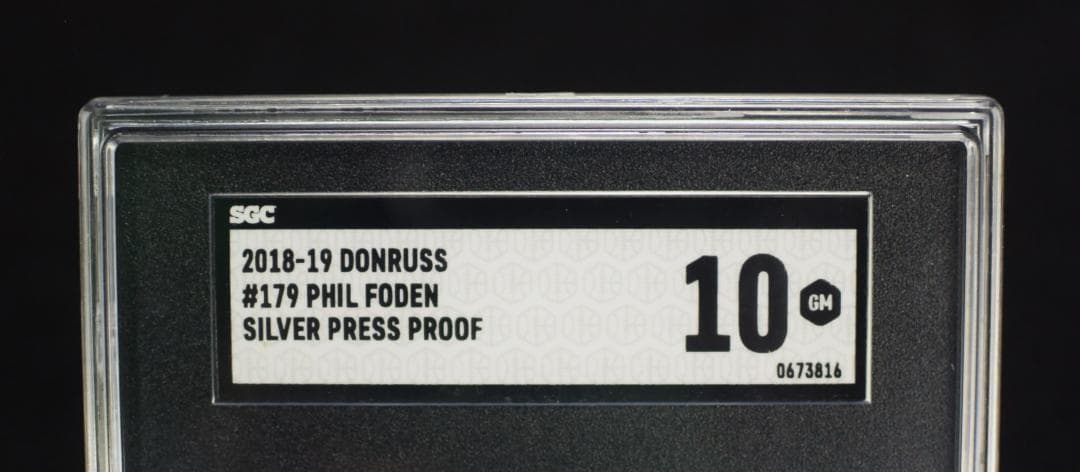 SGC
2018-19 DONRUSS
#179 PHIL FODEN
SILVER PRESS PROOF
10 GM
0673816